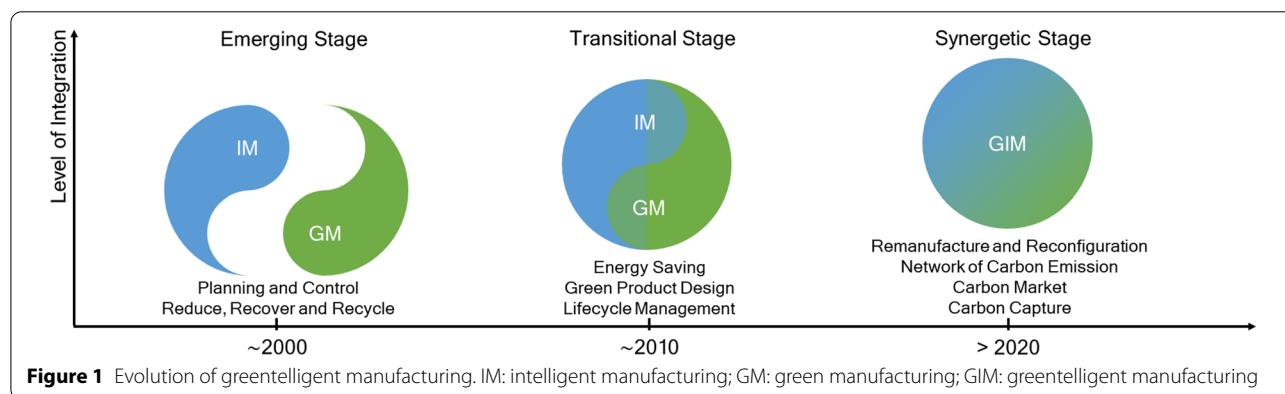 Level of Integration
Emerging Stage
IM
GM
Planning and Control
Reduce, Recover and Recycle
~2000
Transitional Stage
IM
GM
Energy Saving
Green Product Design
Lifecycle Management
~2010
Synergetic Stage
GIM
Remanufacture and Reconfiguration
Network of Carbon Emission
Carbon Market
Carbon Capture
> 2020
Figure 1 Evolution of greentelligent manufacturing. IM: intelligent manufacturing; GM: green manufacturing; GIM: greentelligent manufacturing